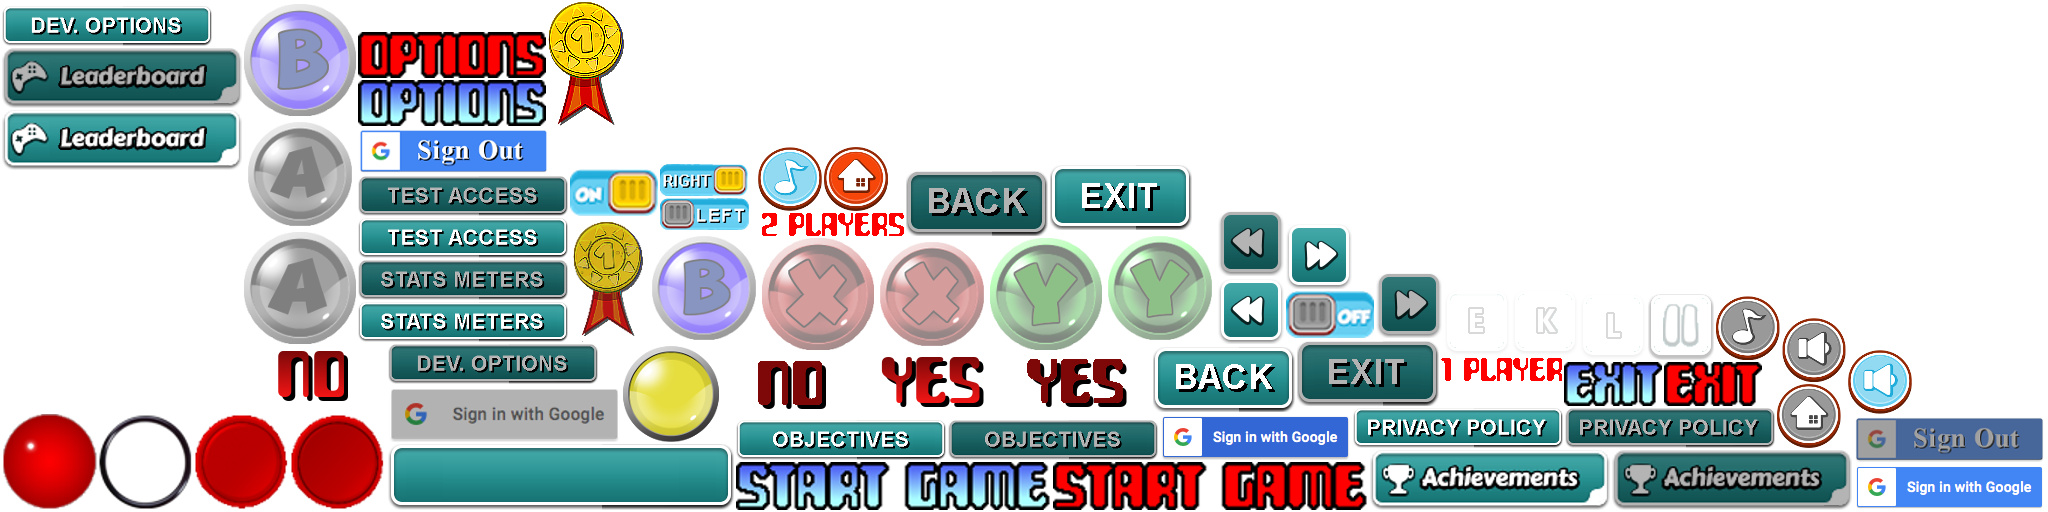 DEV. OPTIONS
Leaderboard
Leaderboard
B
A
A
OPTIONS
OPTIONS
1
G Sign Out
TEST ACCESS
TEST ACCESS
STATS METERS
STATS METERS
ON
RIGHT
LEFT
1
2 PLAYERS
BACK
EXIT
B
X
X
Y
Y
OFF
E
K
L
NO
DEV. OPTIONS
G Sign in with Google
NO
YES
YES
BACK
EXIT
1 PLAYER
EXIT
EXIT
OBJECTIVES
OBJECTIVES
G Sign in with Google
PRIVACY POLICY
PRIVACY POLICY
G Sign Out
START GAME
START GAME
Achievements
Achievements
G Sign in with Google